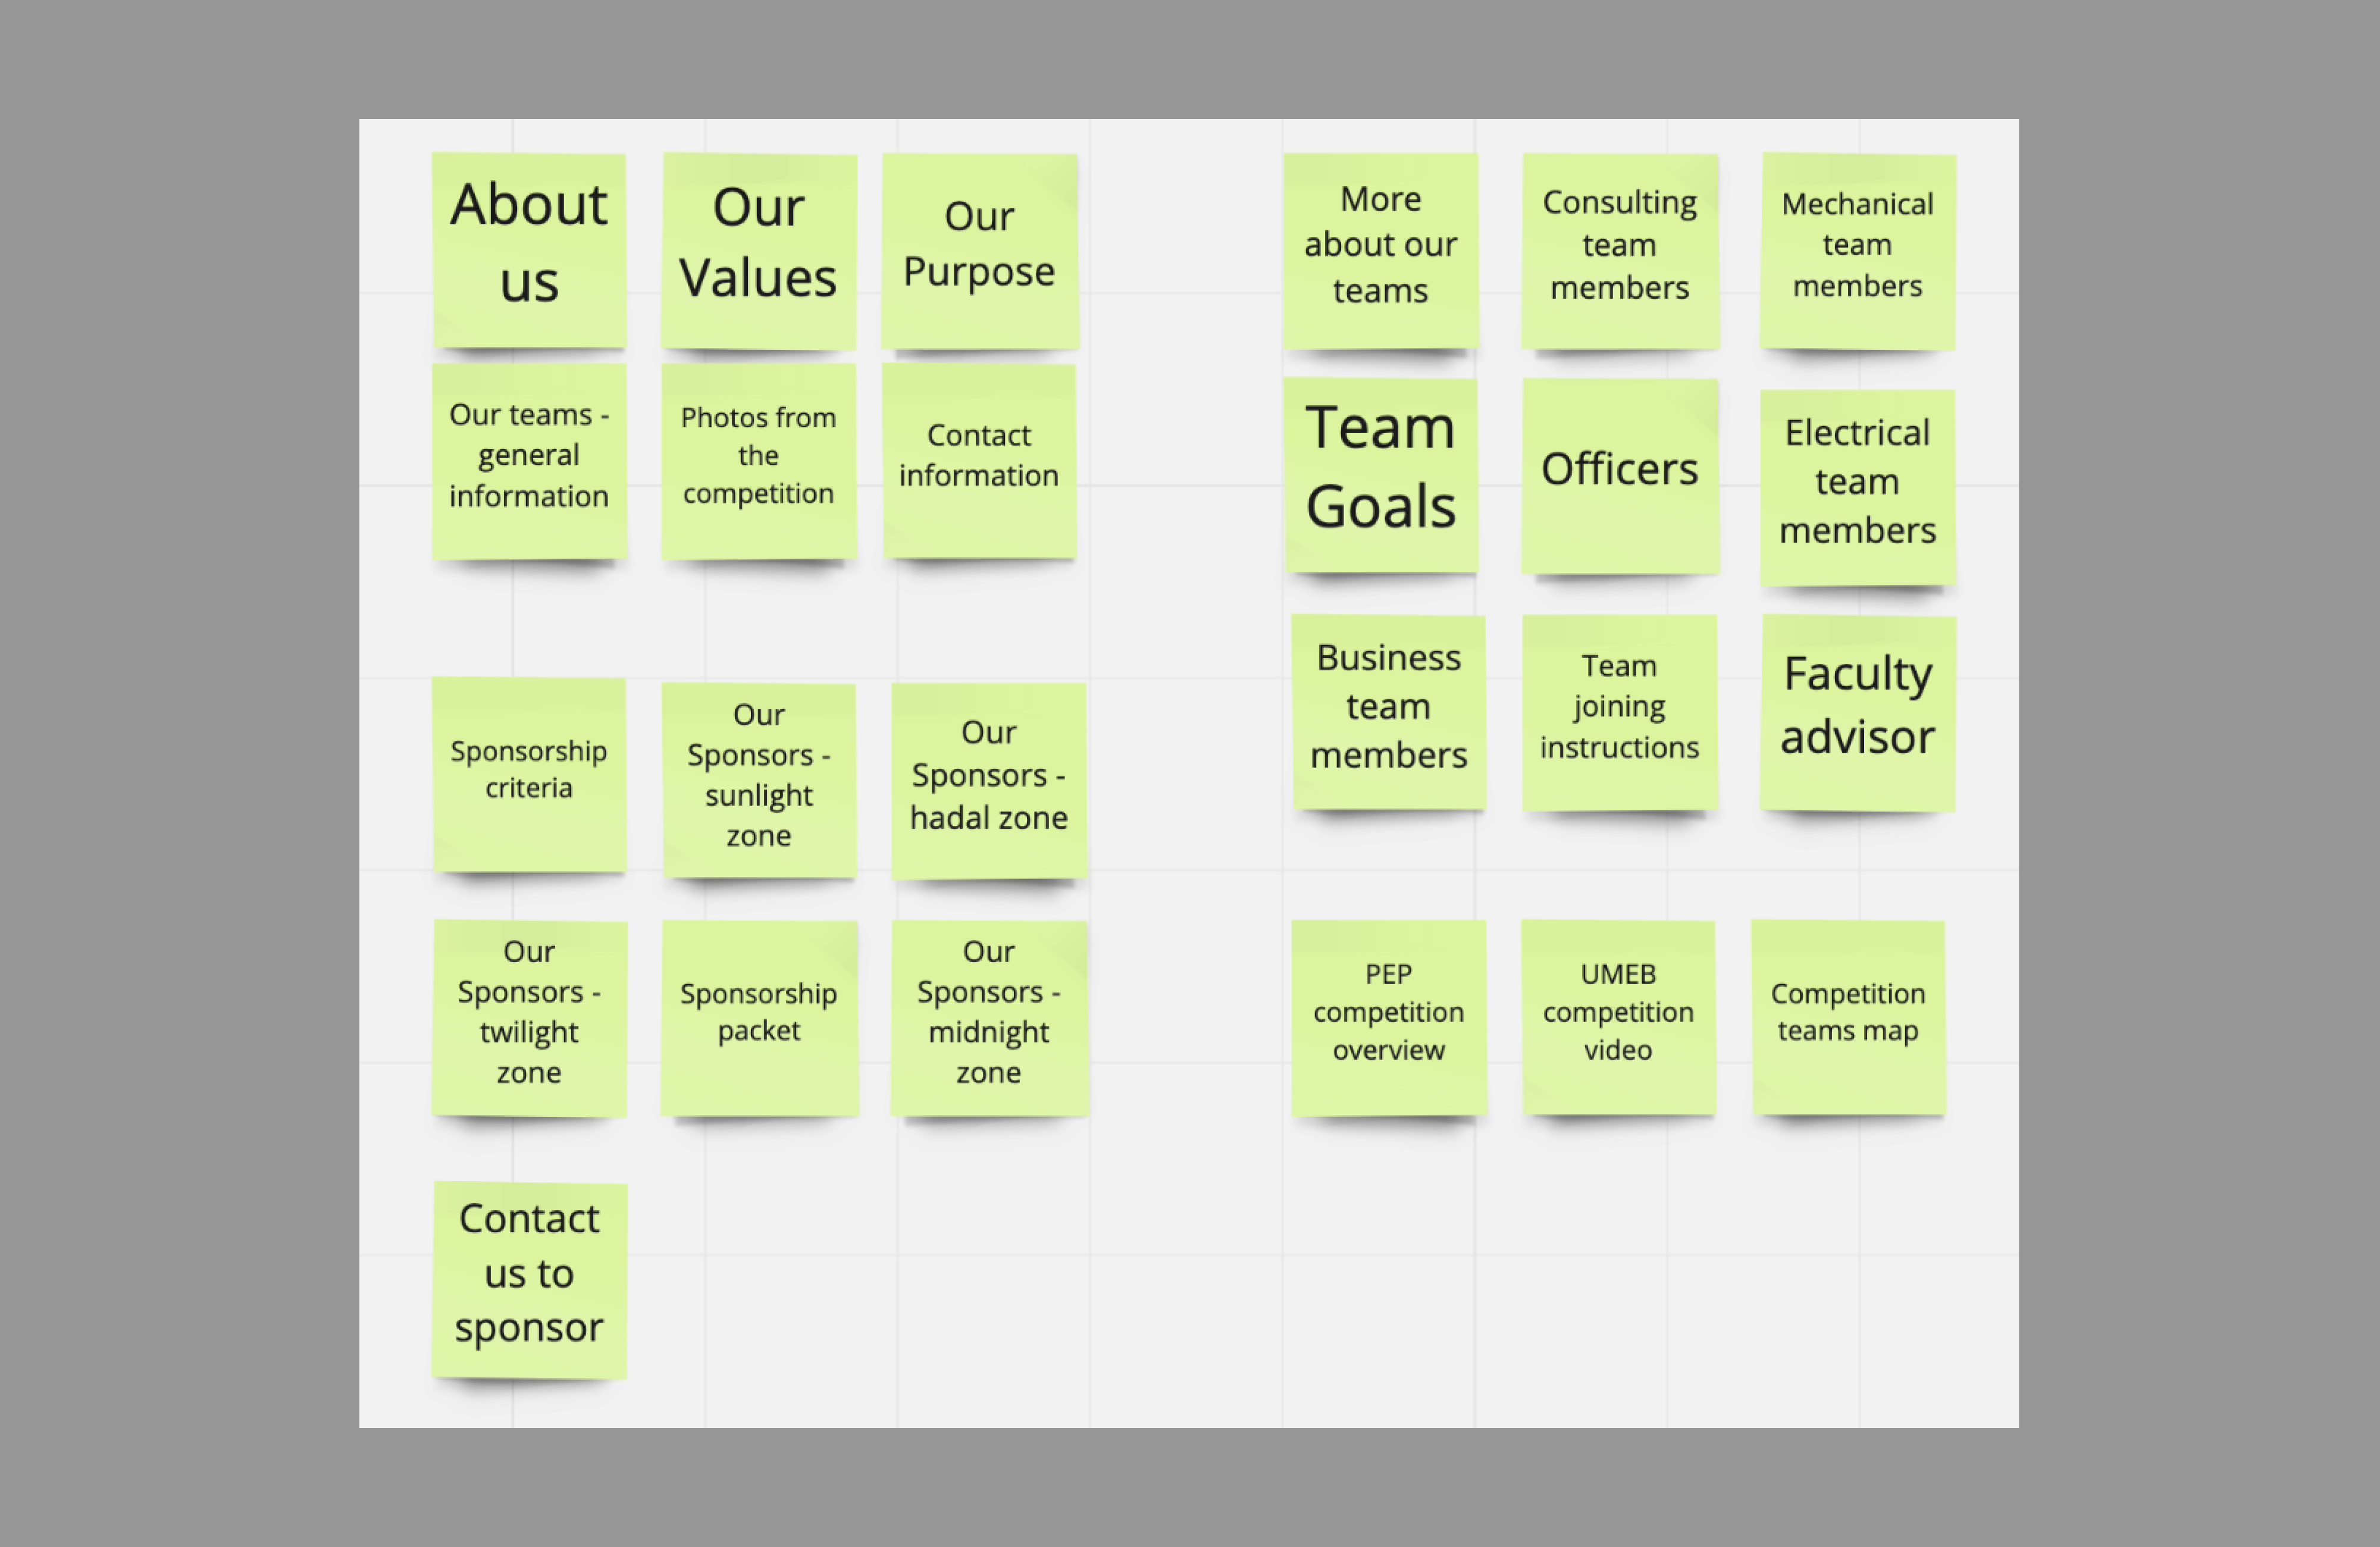 About
us
Our
Values
Our
Purpose
Our teams -
general
information
Photos from
the
competition
Contact
information
Sponsorship
criteria
Our
Sponsors -
sunlight
zone
Our
Sponsors -
hadal zone
Our
Sponsors -
twilight
zone
Sponsorship
packet
Our
Sponsors -
midnight
zone
Contact
us to
sponsor
More
about our
teams
Consulting
team
members
Mechanical
team
members
Team
Goals
Officers
Electrical
team
members
Business
team
members
Team
joining
instructions
Faculty
advisor
PEP
competition
overview
UMEB
competition
video
Competition
teams map